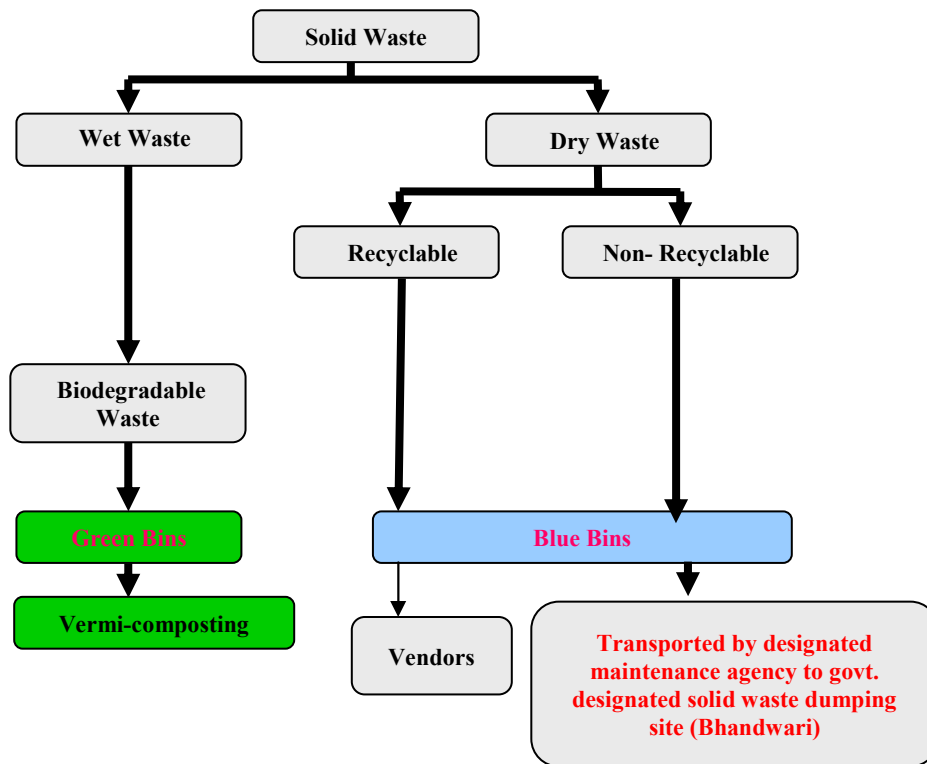 Solid Waste
Wet Waste
Dry Waste
Recyclable
Non- Recyclable
Biodegradable
Waste
Green Bins
Blue Bins
Vermi-composting
Vendors
Transported by designated
maintenance agency to govt.
designated solid waste dumping
site (Bhandwari)